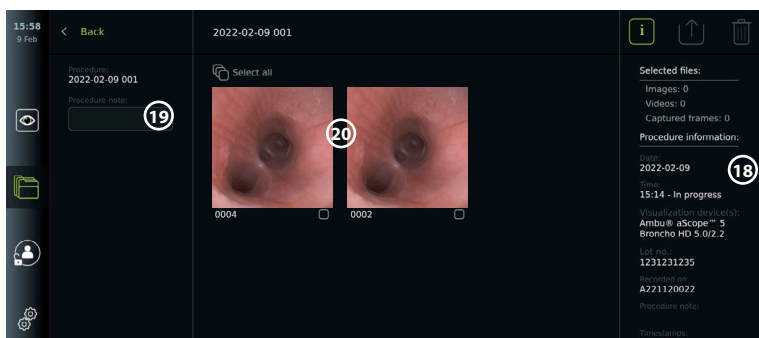 15:58
9 Feb
Back
2022-02-09 001
i
Procedure:
2022-02-09 001
Procedure note:
19
Select all
20
0004
0002
Selected files:
Images: 0
Videos: 0
Captured frames: 0
Procedure information:
Date:
2022-02-09
18
Time:
15:14 - In progress
Visualization device(s):
Ambu® aScope™ 5
Broncho HD 5.0/2.2
Lot no.:
1231231235
Recorded on:
A221120022
Procedure note:
Timestamps: